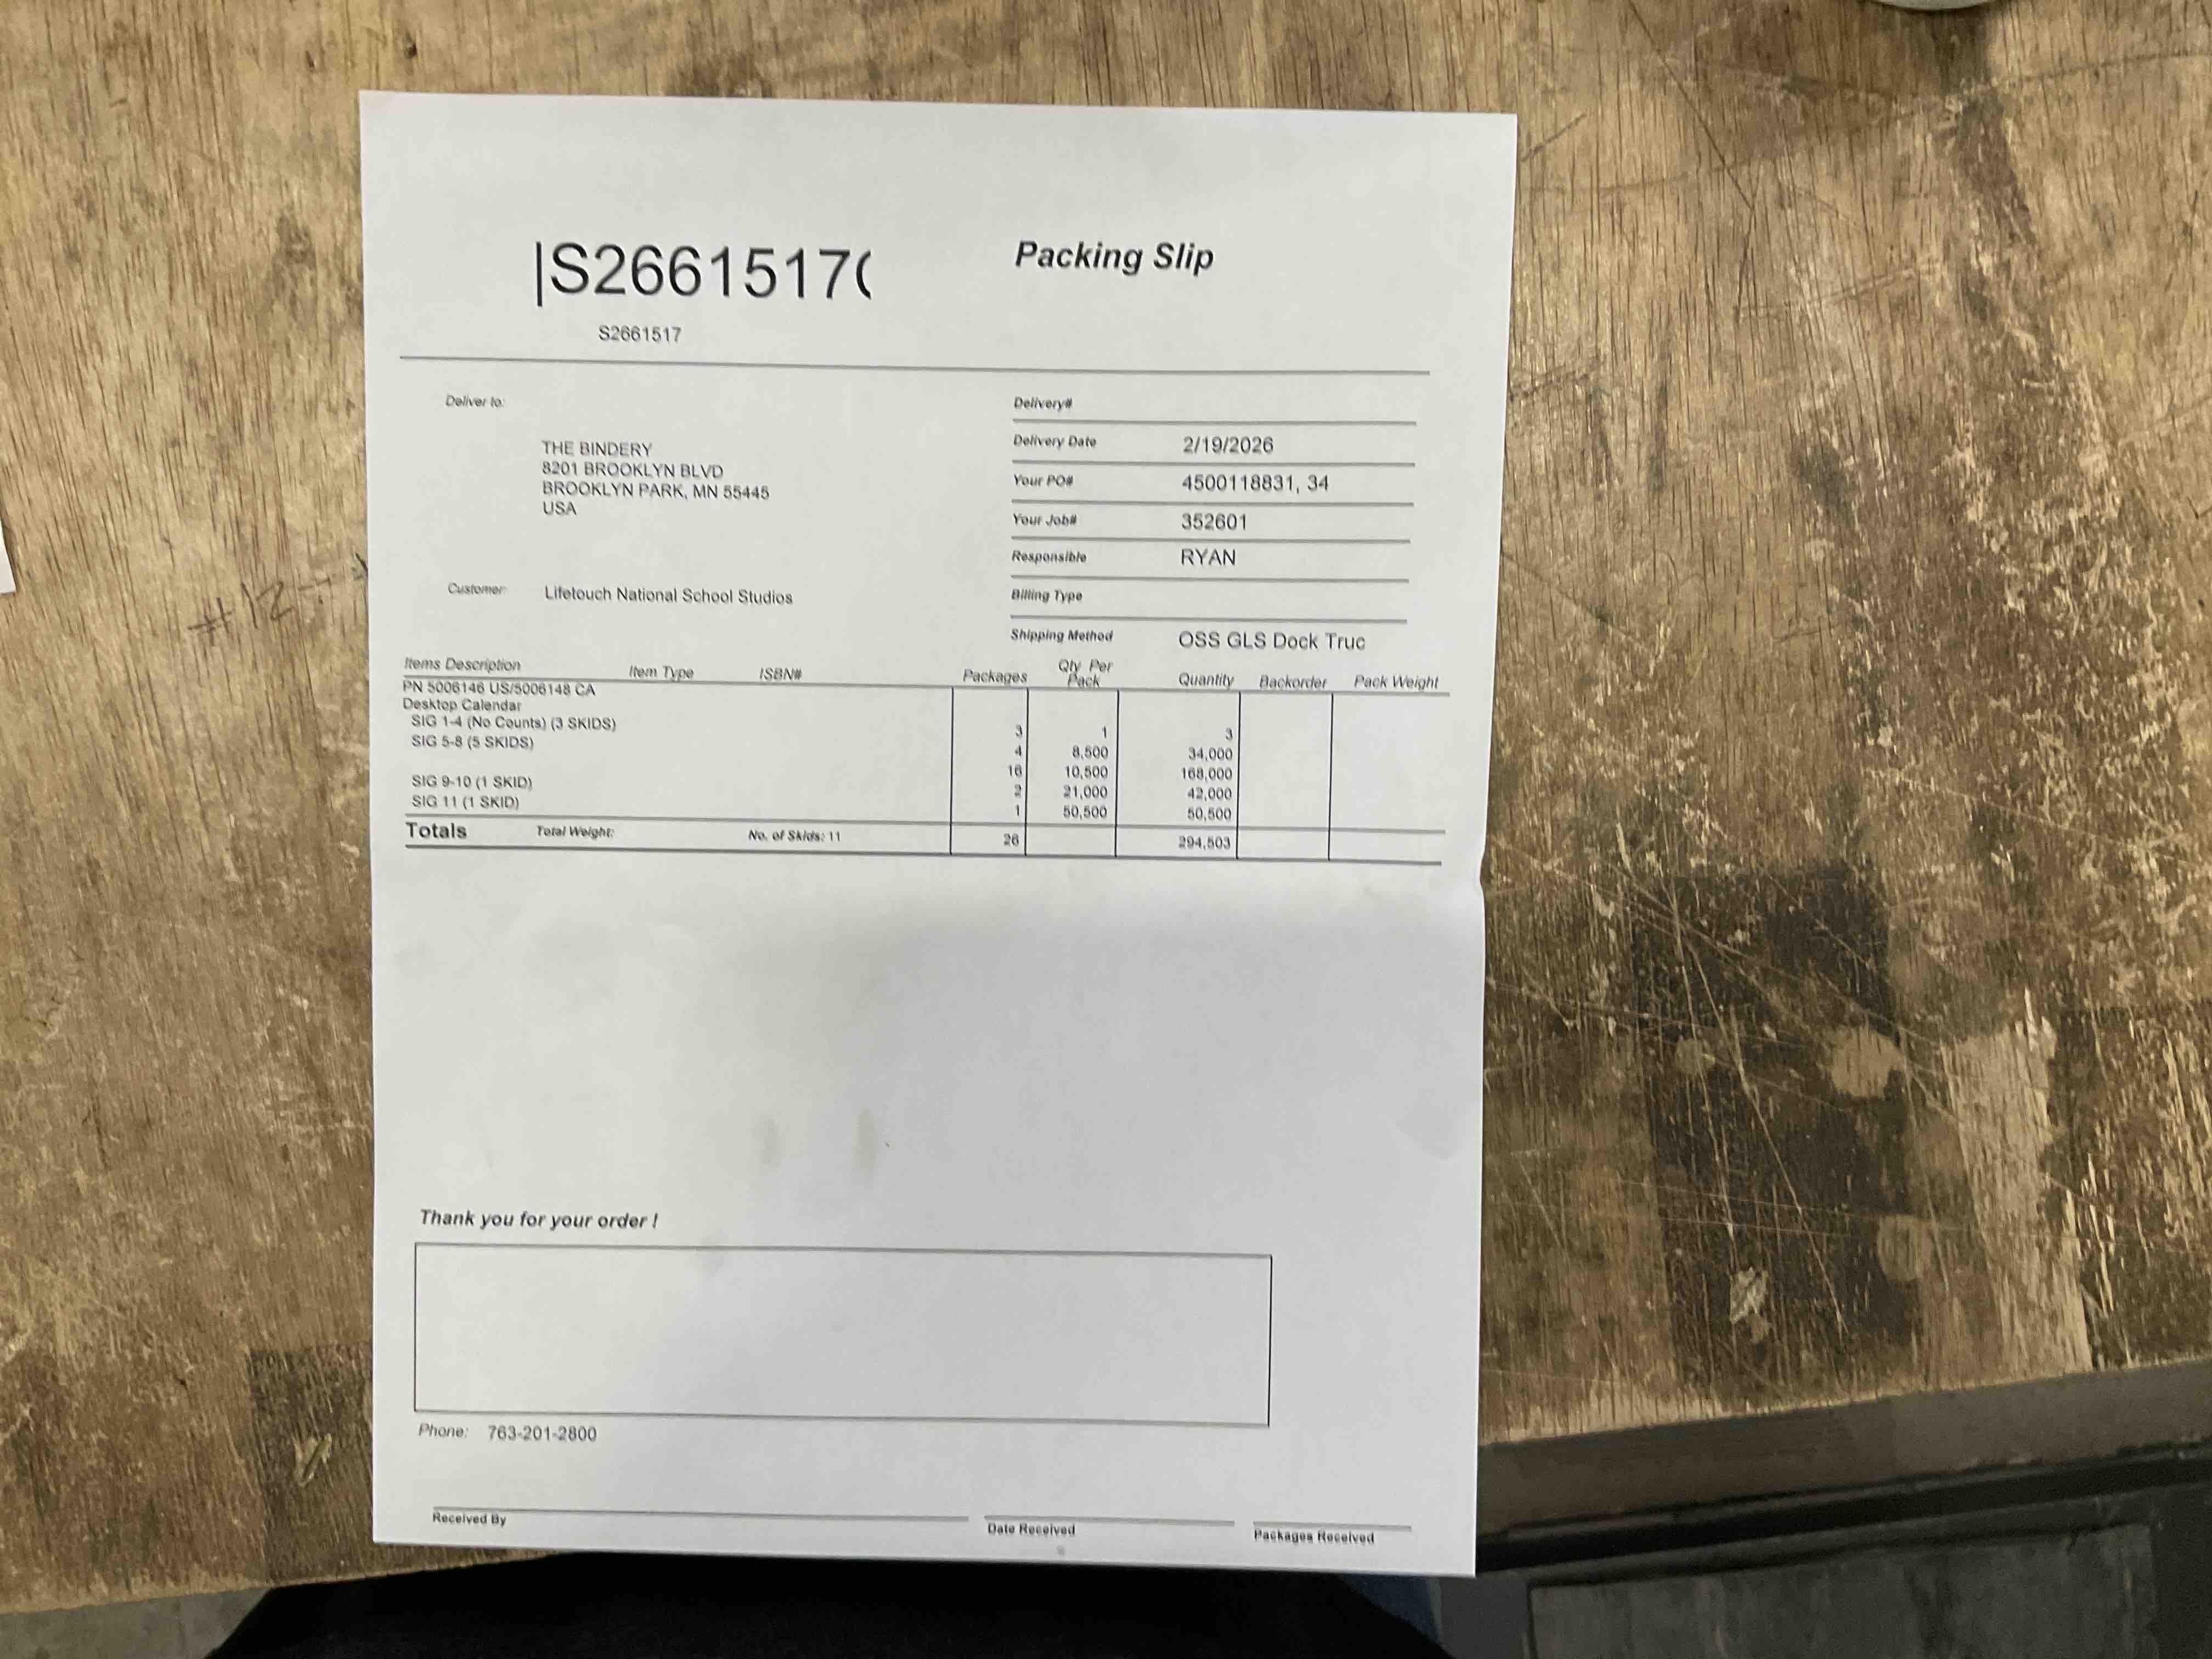 |S2661517(
Packing Slip
S2661517
Deliver to:
THE BINDERY
8201 BROOKLYN BLVD
BROOKLYN PARK, MN 55445
USA
Customer: Lifetouch National School Studios
Delivery#
Delivery Date 2/19/2026
Your PO# 4500118831, 34
Your Job# 352601
Responsible RYAN
Billing Type
Shipping Method OSS GLS Dock Truc
Items Description Item Type ISBN# Packages Qty Per Pack Quantity Backorder Pack Weight
PN 5006146 US/5006148 CA
Desktop Calendar
SIG 1-4 (No Counts) (3 SKIDS) 3 1 3
SIG 5-8 (5 SKIDS) 4 8,500 34,000
16 10,500 168,000
SIG 9-10 (1 SKID) 2 21,000 42,000
SIG 11 (1 SKID) 1 50,500 50,500
Totals Total Weight: No. of Skids: 11 26 294,503
Thank you for your order !
Phone: 763-201-2800
Received By Date Received Packages Received